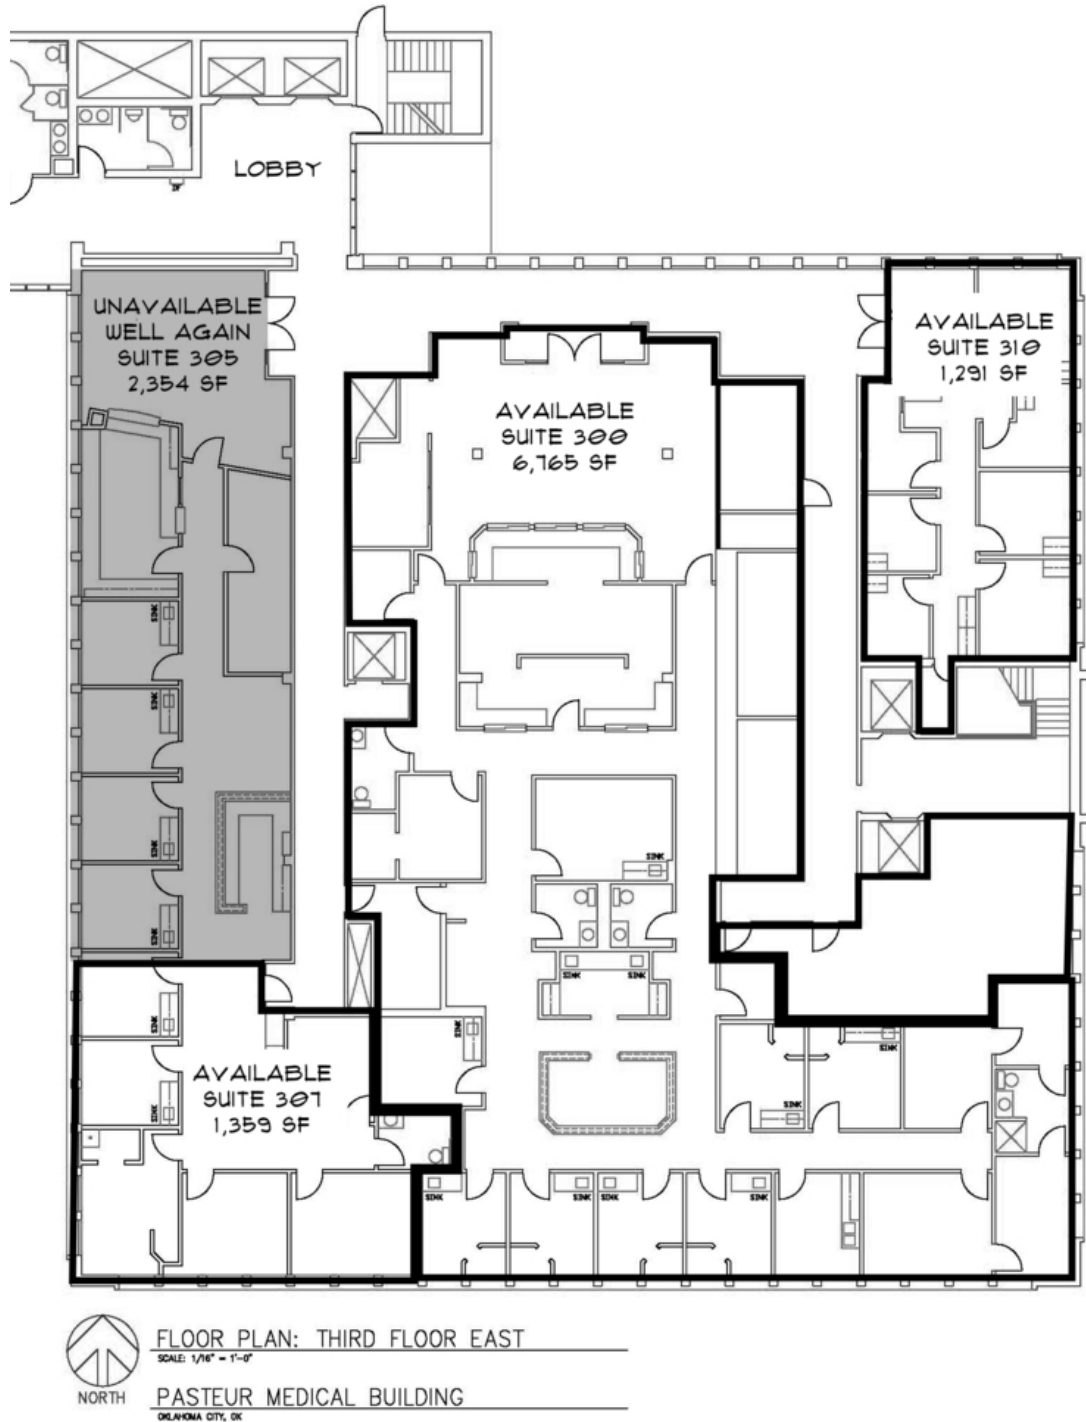 LOBBY
DF
UNAVAILABLE
WELL AGAIN
SUITE 305
2,354 SF
AVAILABLE
SUITE 310
1,291 SF
AVAILABLE
SUITE 300
6,765 SF
SINK
SINK
SINK
SINK
SINK
SINK
SINK
SINK
SINK
SINK
SINK
AVAILABLE
SUITE 307
1,359 SF
SINK
SINK
SINK
SINK
SINK
SINK
FLOOR PLAN: THIRD FLOOR EAST
SCALE: 1/16" = 1'-0"
NORTH
PASTEUR MEDICAL BUILDING
OKLAHOMA CITY, OK